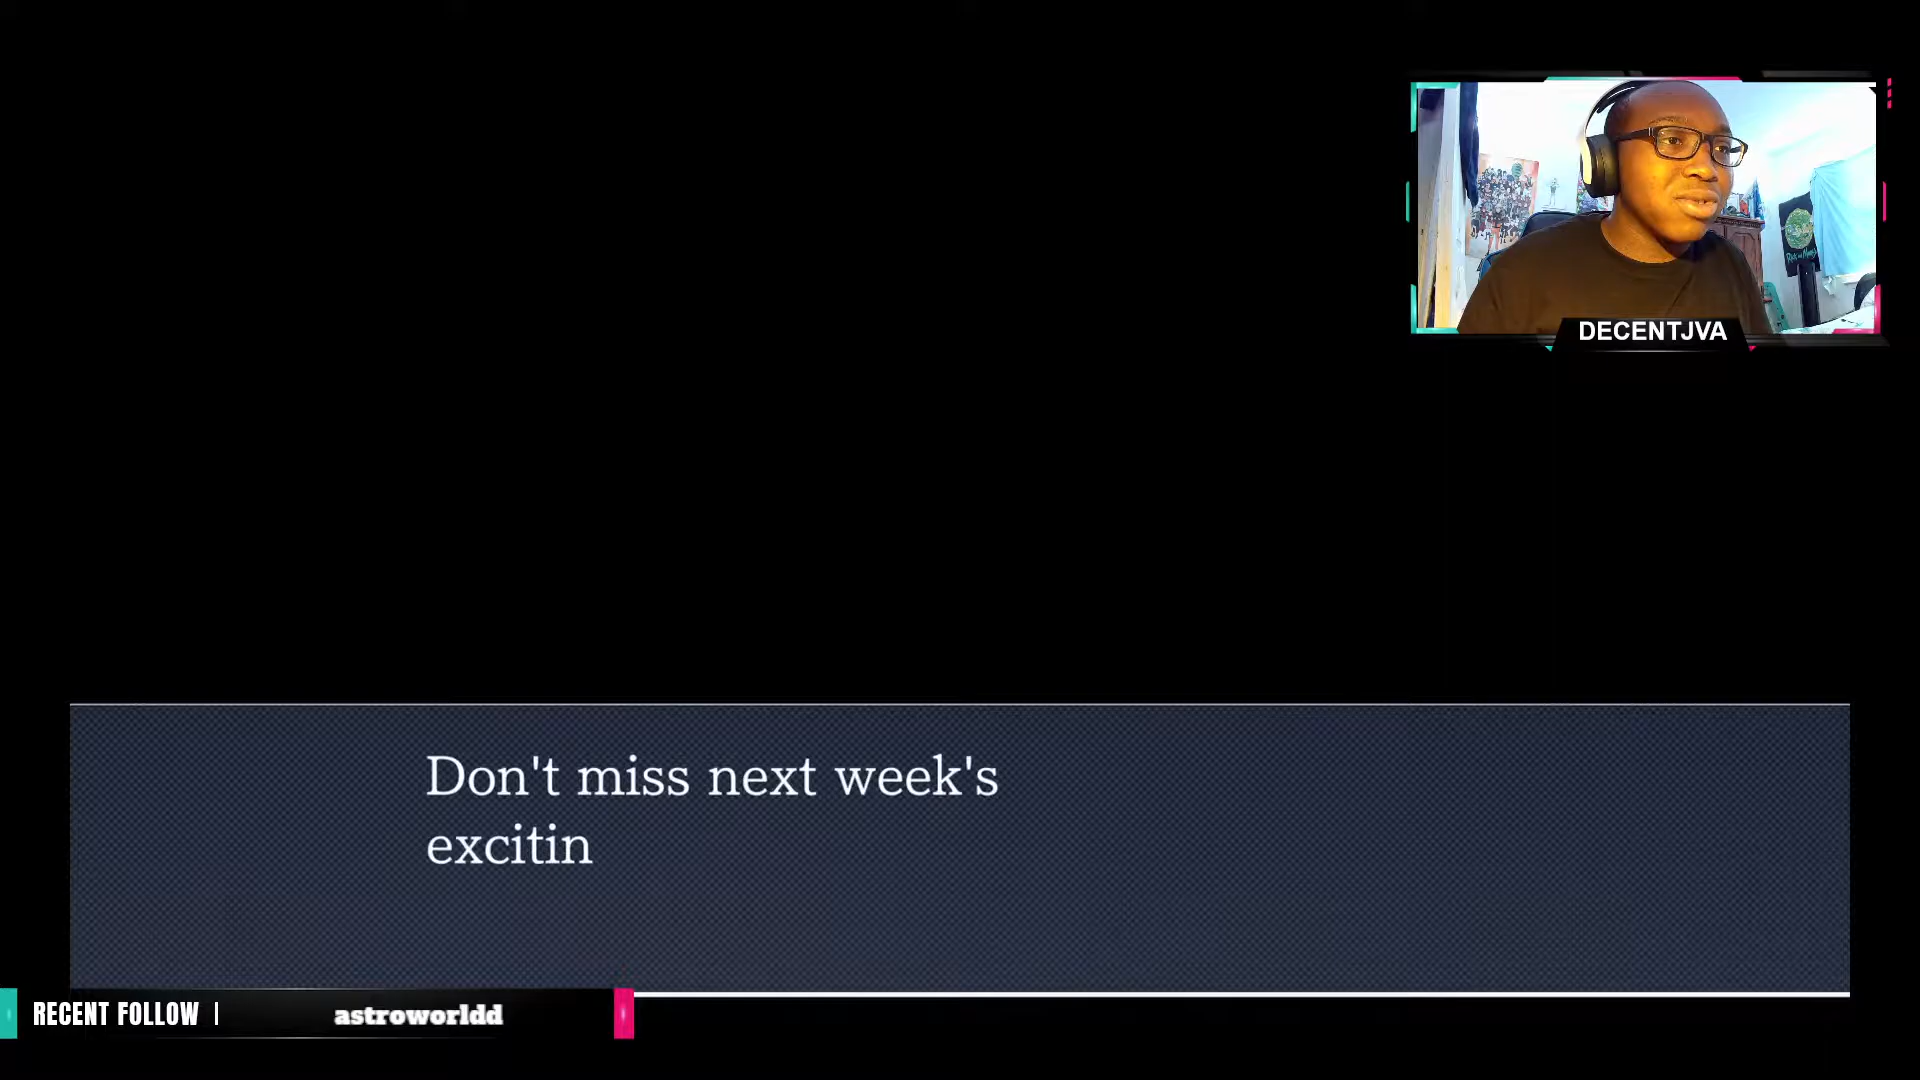 DECENTJVA
Don't miss next week's
excitin
RECENT FOLLOW |
astroworldd